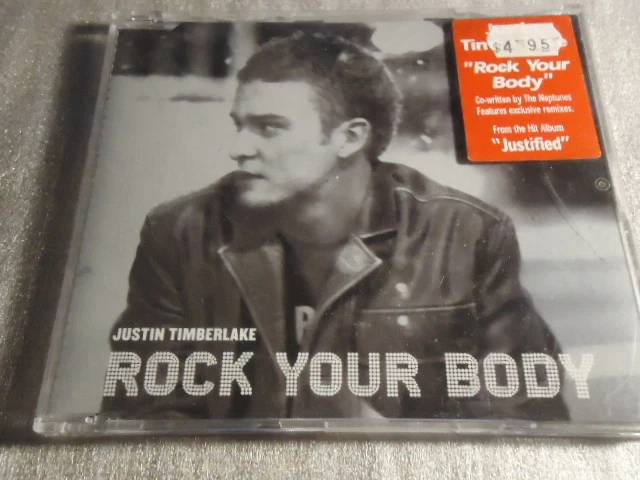 $4 95
"Rock Your
Body"
Co-written by The Neptunes
Features exclusive remixes.
From the Hit Album
"Justified"
JUSTIN TIMBERLAKE
ROCK YOUR BODY